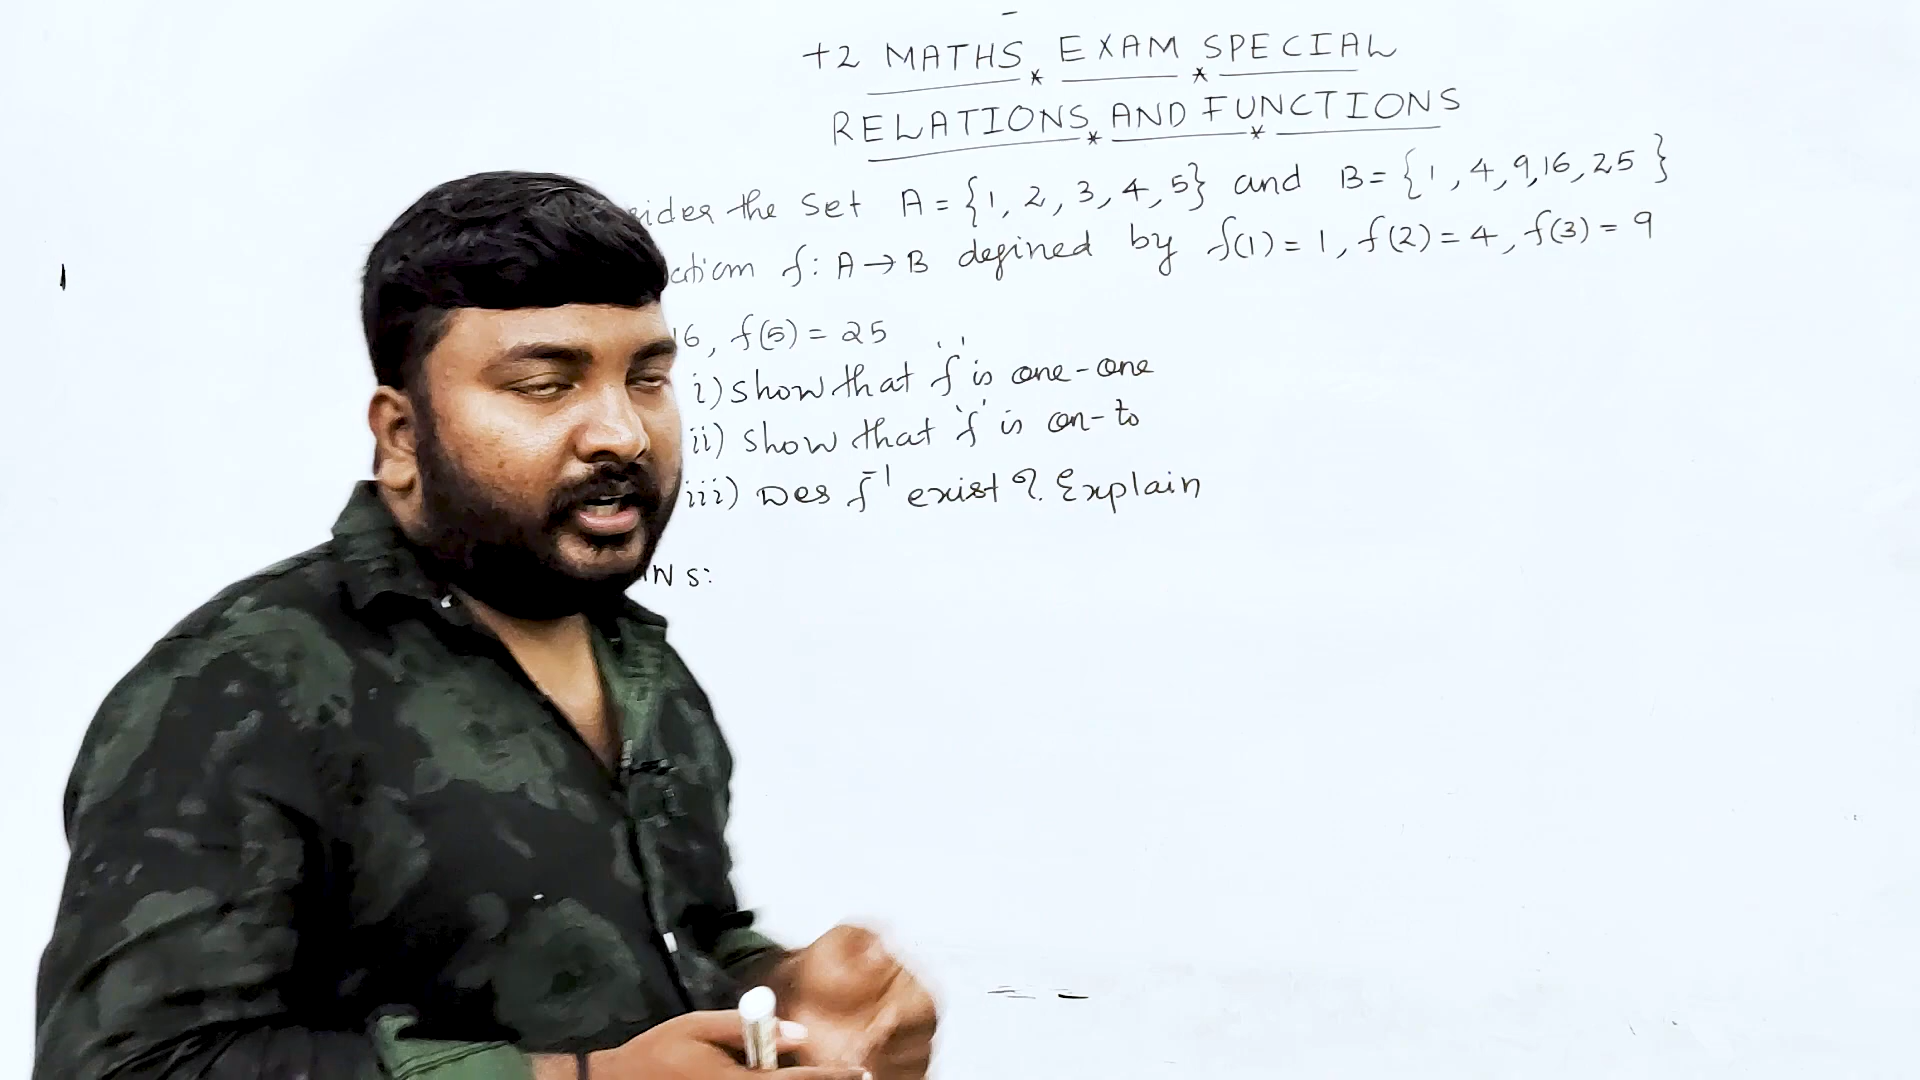 +2 MATHS EXAM SPECIAL
RELATIONS AND FUNCTIONS
the Set A = {1, 2, 3, 4, 5} and B = {1, 4, 9, 16, 25}
f: A → B defined by f(1) = 1, f(2) = 4, f(3) = 9
16, f(5) = 25
i) Show that 'f' is one-one
ii) Show that 'f' is on-to
iii) Does f⁻¹ exist ? Explain
NS: